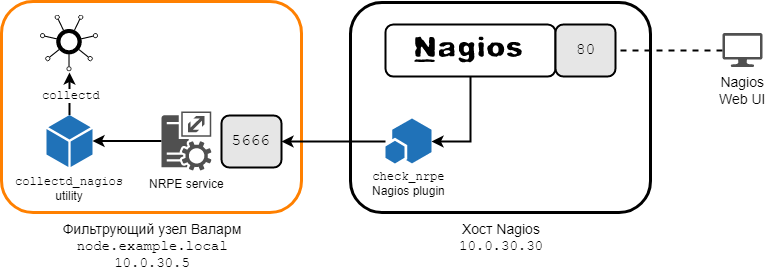 collectd
collectd_nagios
utility
NRPE service
5666
Фильтрующий узел Валарм
node.example.local
10.0.30.5
Nagios
80
check_nrpe
Nagios plugin
Хост Nagios
10.0.30.30
Nagios
Web UI